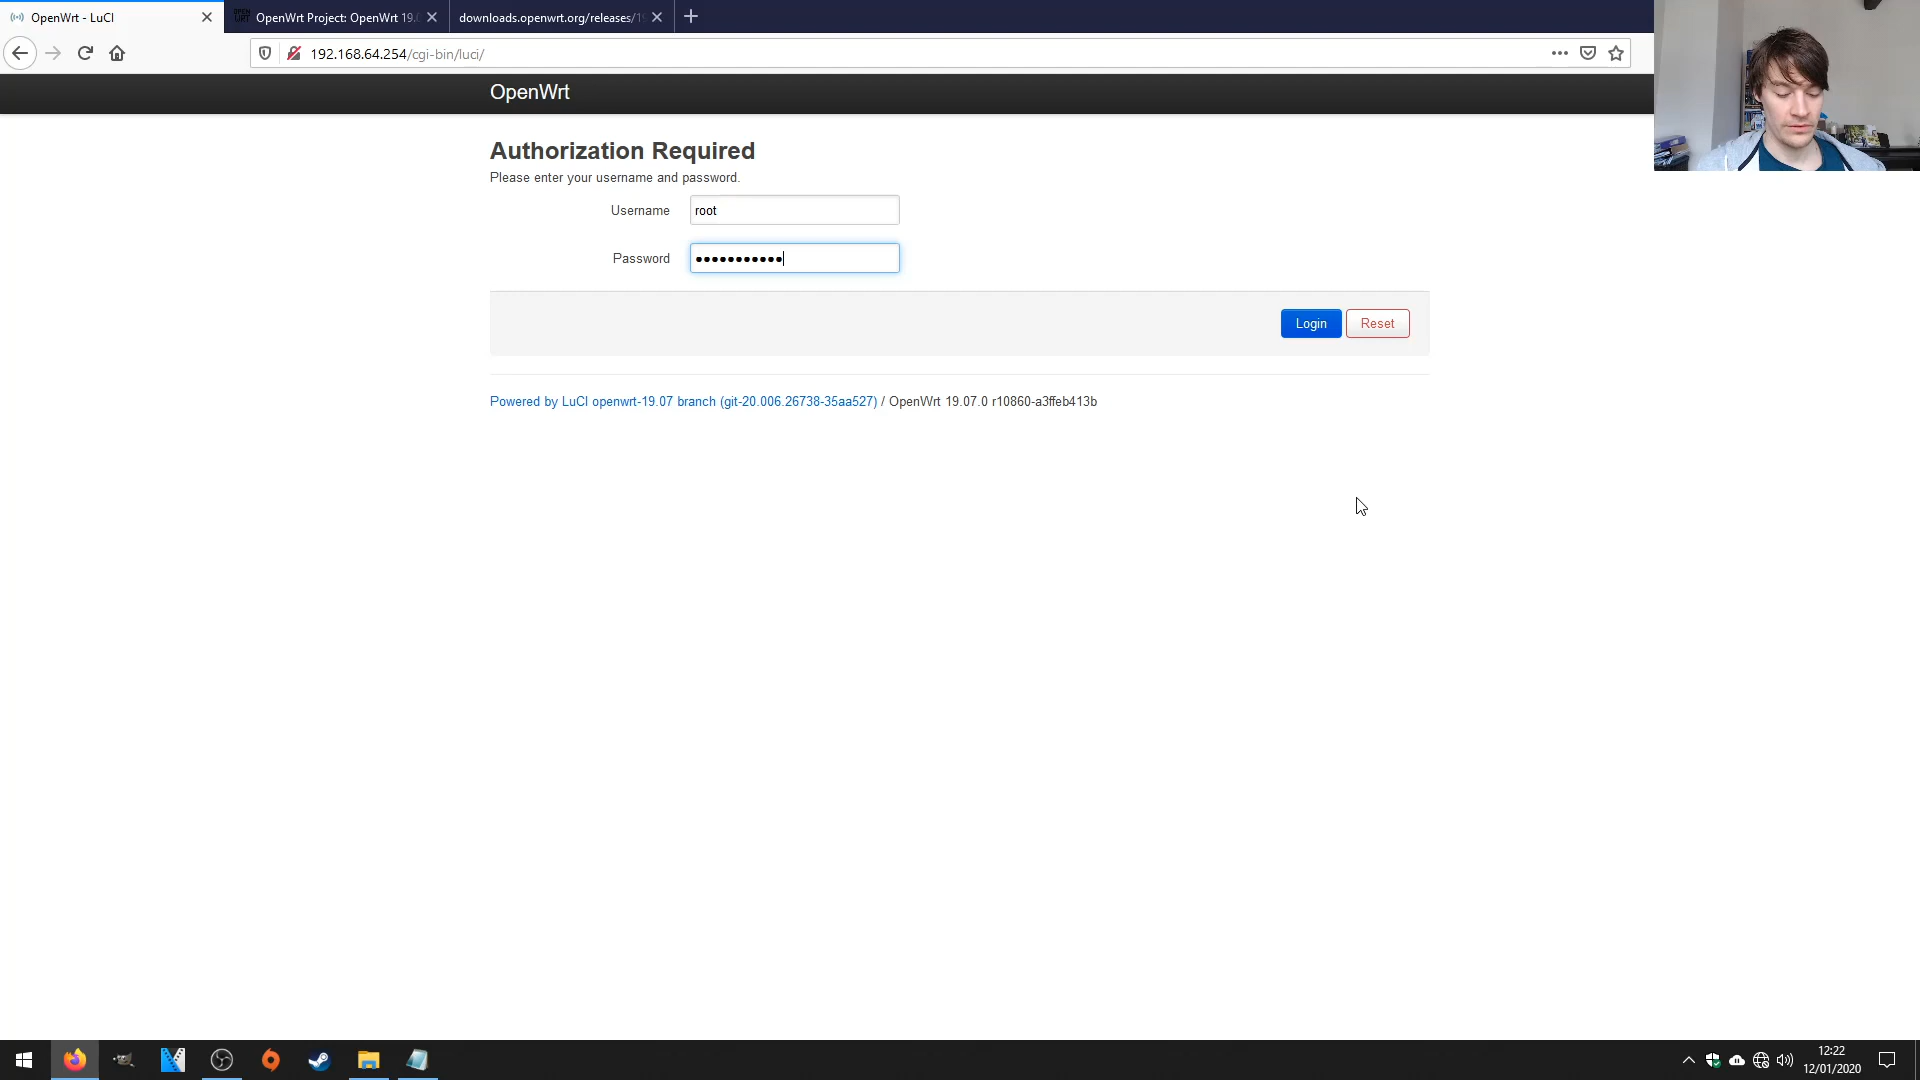 OpenWrt - LuCI
OpenWrt Project: OpenWrt 19.0
downloads.openwrt.org/releases/19
192.168.64.254/cgi-bin/luci/
OpenWrt
Authorization Required
Please enter your username and password.
Username
root
Password
•••••••••••
Login
Reset
Powered by LuCI openwrt-19.07 branch (git-20.006.26738-35aa527) / OpenWrt 19.07.0 r10860-a3ffeb413b
12:22
12/01/2020